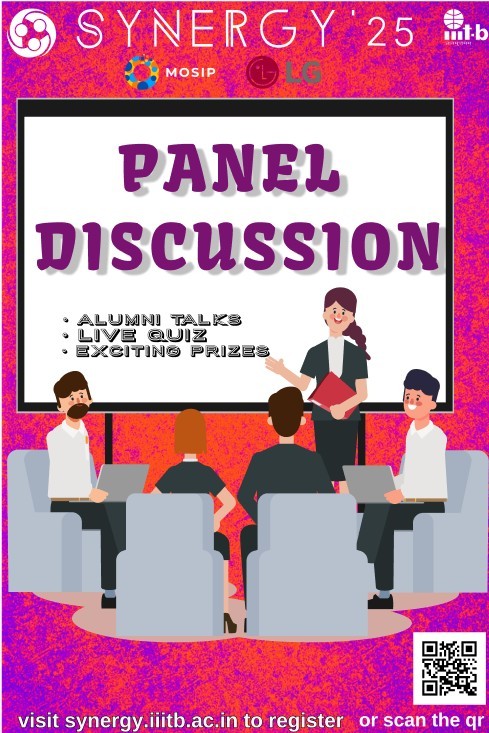 SYNERGY'25
iiit-b
MOSIP
LG
PANEL
DISCUSSION
• ALUMNI TALKS
• LIVE QUIZ
• EXCITING PRIZES
visit synergy.iiitb.ac.in to register or scan the qr